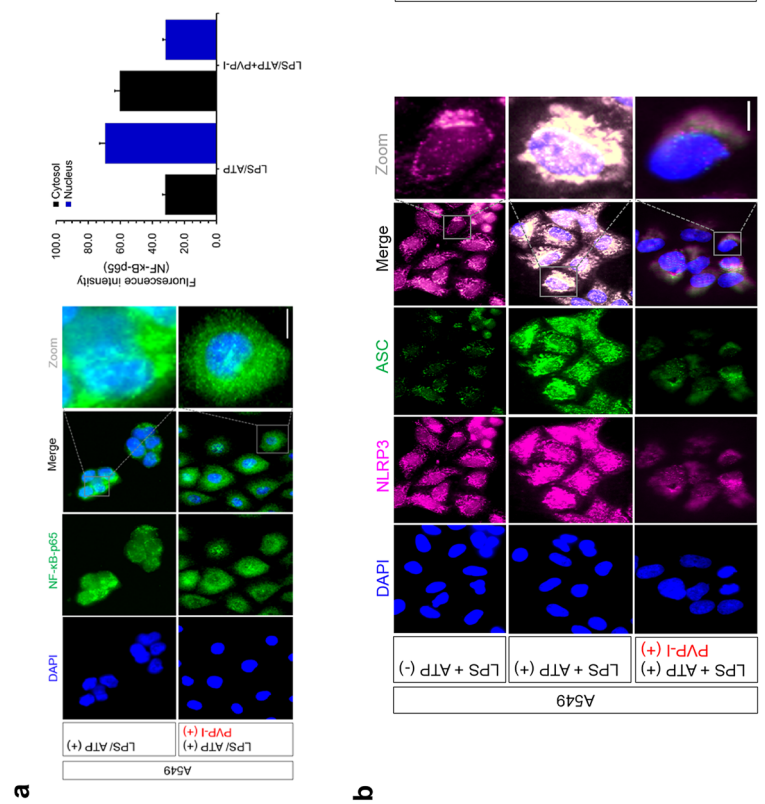 a
A549
LPS/ATP (+)
LPS/ATP (+)
PVP-I (+)
DAPI
NF-κB-p65
Merge
Zoom
Fluorescence intensity
(NF-κB-p65)
100.0
80.0
60.0
40.0
20.0
0.0
Cytosol
Nucleus
LPS/ATP
LPS/ATP+PVP-I
b
A549
LPS + ATP (-)
LPS + ATP (+)
LPS + ATP (+)
PVP-I (+)
DAPI
NLRP3
ASC
Merge
Zoom